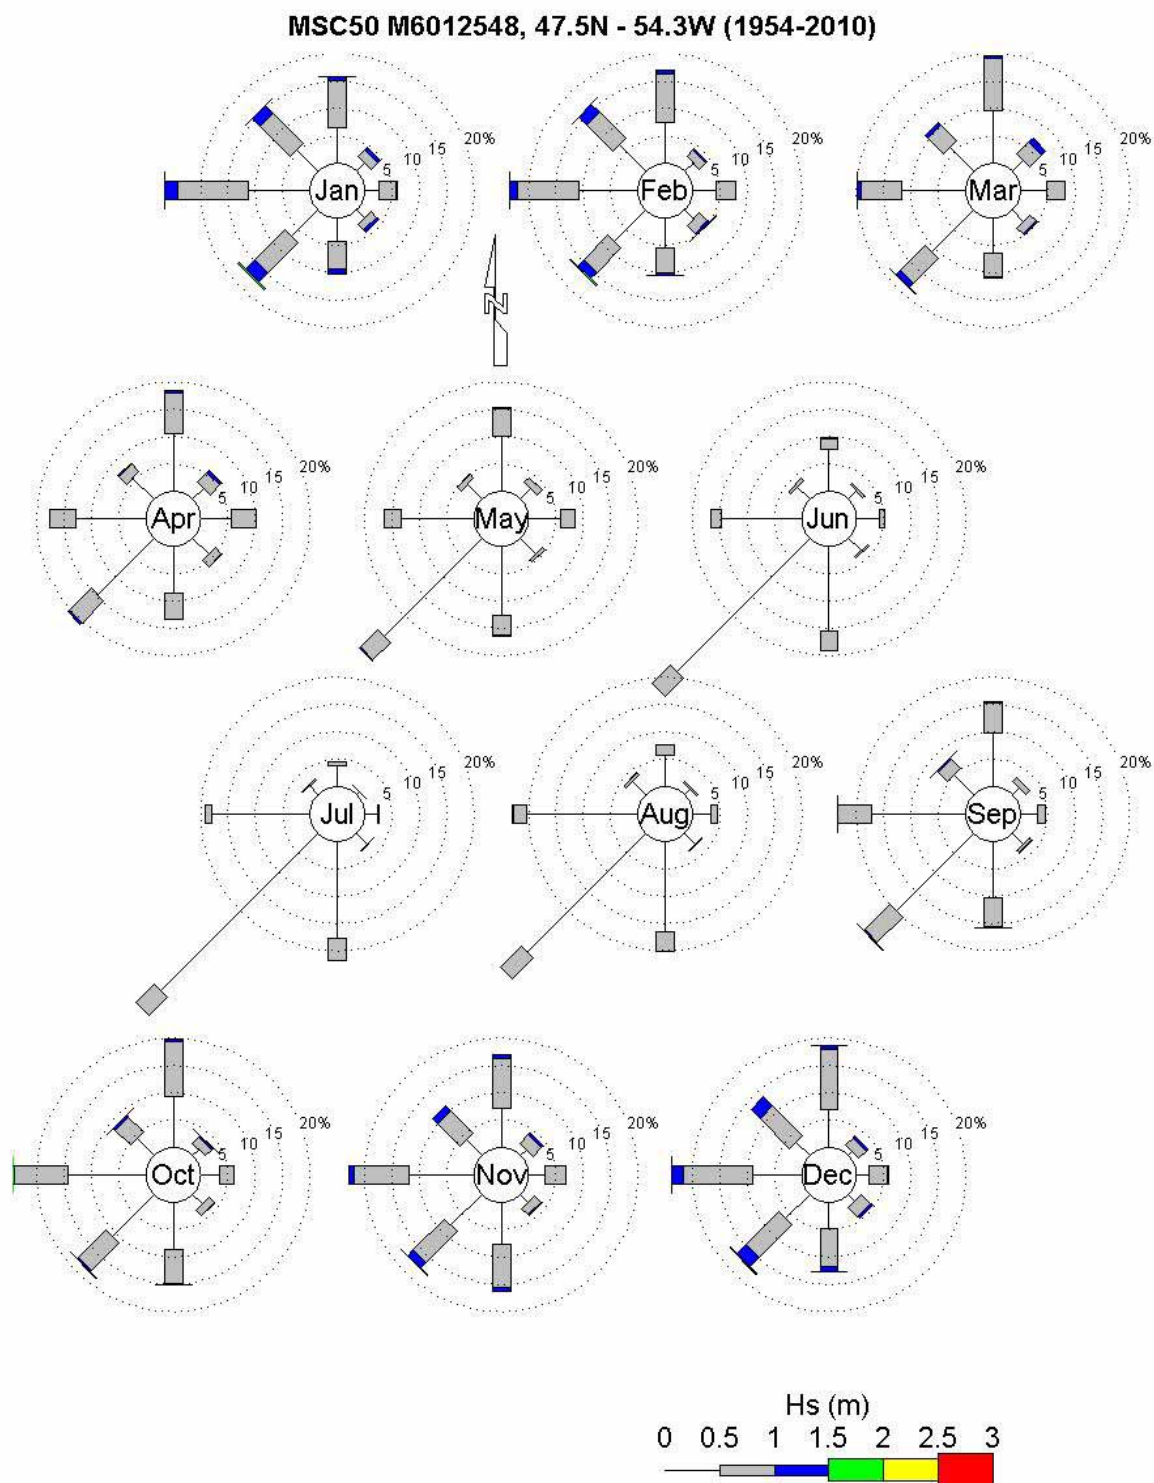 MSC50 M6012548, 47.5N - 54.3W (1954-2010)
Jan 5 10 15 20%
Feb 5 10 15 20%
Mar 5 10 15 20%
N
Apr 5 10 15 20%
May 5 10 15 20%
Jun 5 10 15 20%
Jul 5 10 15 20%
Aug 5 10 15 20%
Sep 5 10 15 20%
Oct 5 10 15 20%
Nov 5 10 15 20%
Dec 5 10 15 20%
Hs (m)
0 0.5 1 1.5 2 2.5 3